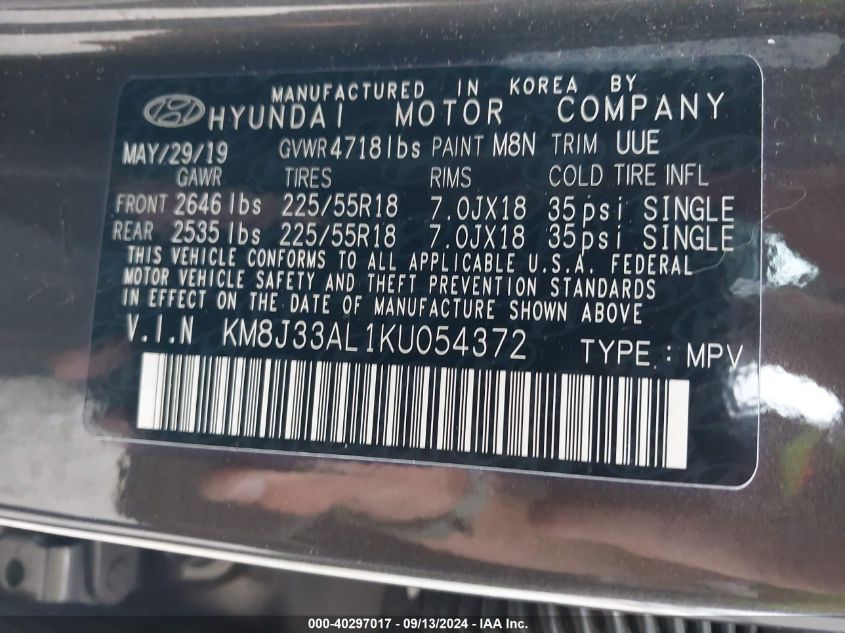 MANUFACTURED IN KOREA BY
HYUNDAI MOTOR COMPANY
MAY/29/19 GVWR 4718lbs PAINT M8N TRIM UUE
GAWR TIRES RIMS COLD TIRE INFL
FRONT 2646 lbs 225/55R18 7.0JX18 35psi SINGLE
REAR 2535 lbs 225/55R18 7.0JX18 35psi SINGLE
THIS VEHICLE CONFORMS TO ALL APPLICABLE U.S.A. FEDERAL
MOTOR VEHICLE SAFETY AND THEFT PREVENTION STANDARDS
IN EFFECT ON THE DATE OF MANUFACTURE SHOWN ABOVE
V.I.N KM8J33AL1KU054372 TYPE : MPV
000-40297017 - 09/13/2024 - IAA Inc.